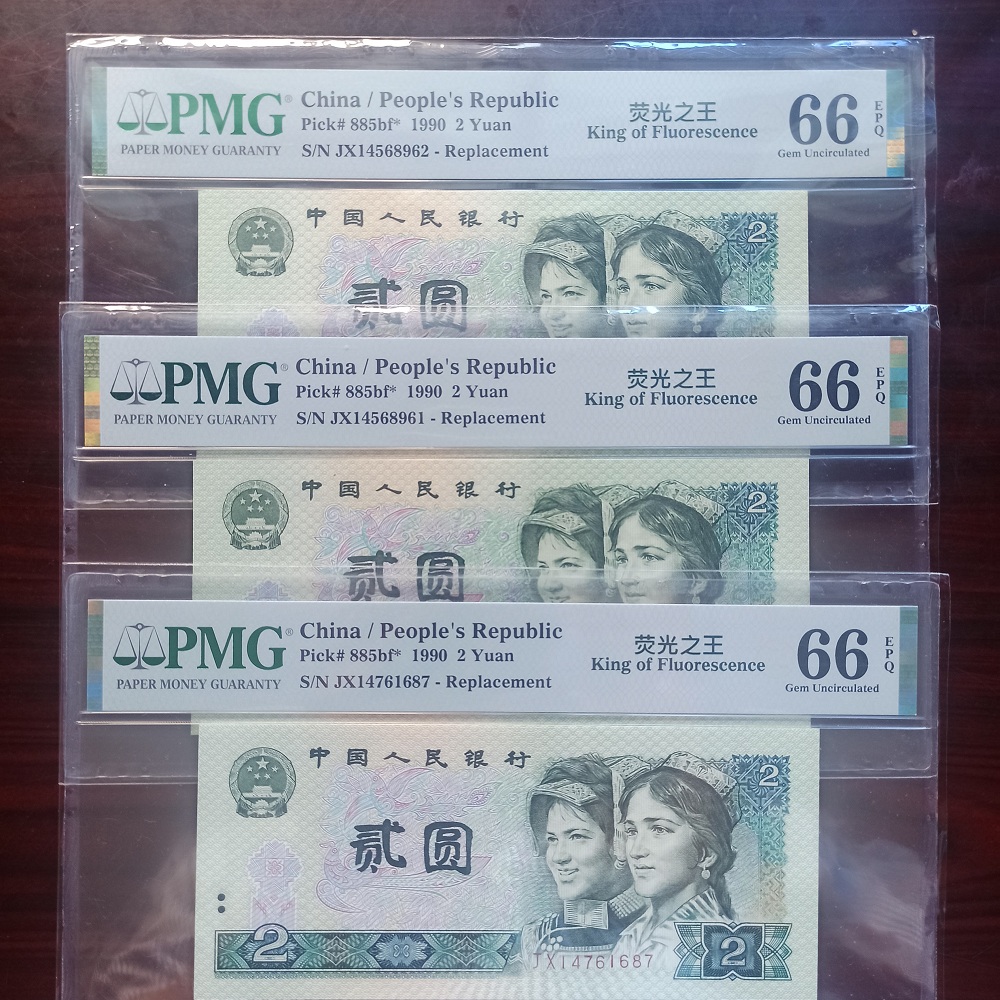 PMG®
PAPER MONEY GUARANTY
China / People's Republic
Pick# 885bf* 1990 2 Yuan
S/N JX14568962 - Replacement
荧光之王
King of Fluorescence
66
EPQ
Gem Uncirculated
中国人民银行
2
贰圆
PMG®
PAPER MONEY GUARANTY
China / People's Republic
Pick# 885bf* 1990 2 Yuan
S/N JX14568961 - Replacement
荧光之王
King of Fluorescence
66
EPQ
Gem Uncirculated
中国人民银行
2
贰圆
PMG®
PAPER MONEY GUARANTY
China / People's Republic
Pick# 885bf* 1990 2 Yuan
S/N JX14761687 - Replacement
荧光之王
King of Fluorescence
66
EPQ
Gem Uncirculated
中国人民银行
2
贰圆
2
JX14761687
2